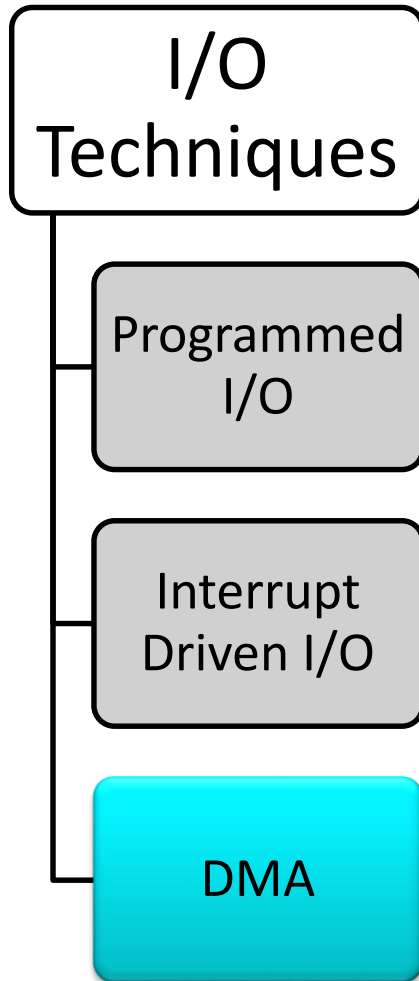 I/O
Techniques
Programmed
I/O
Interrupt
Driven I/O
DMA